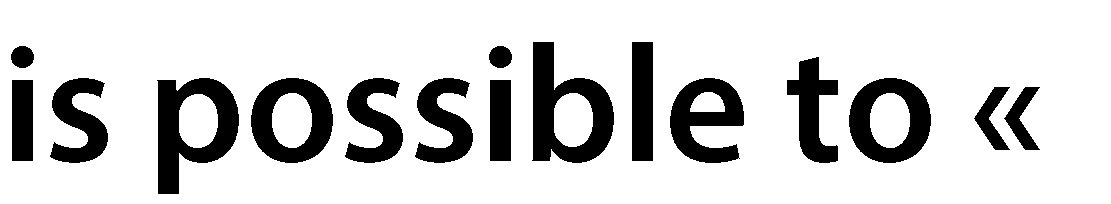 is possible to «